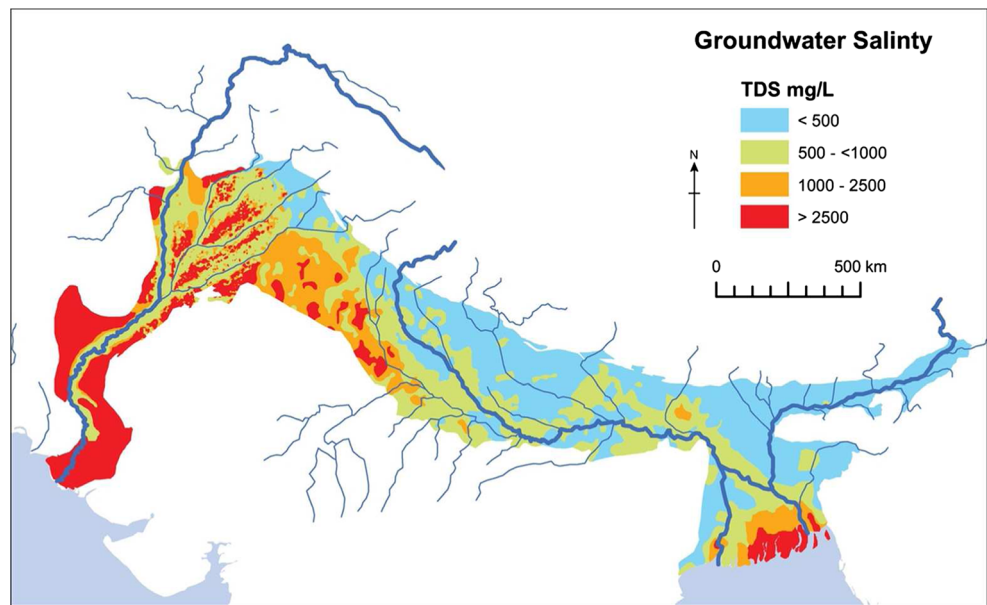 Groundwater Salinty
TDS mg/L
< 500
500 - <1000
1000 - 2500
> 2500
N
0 500 km